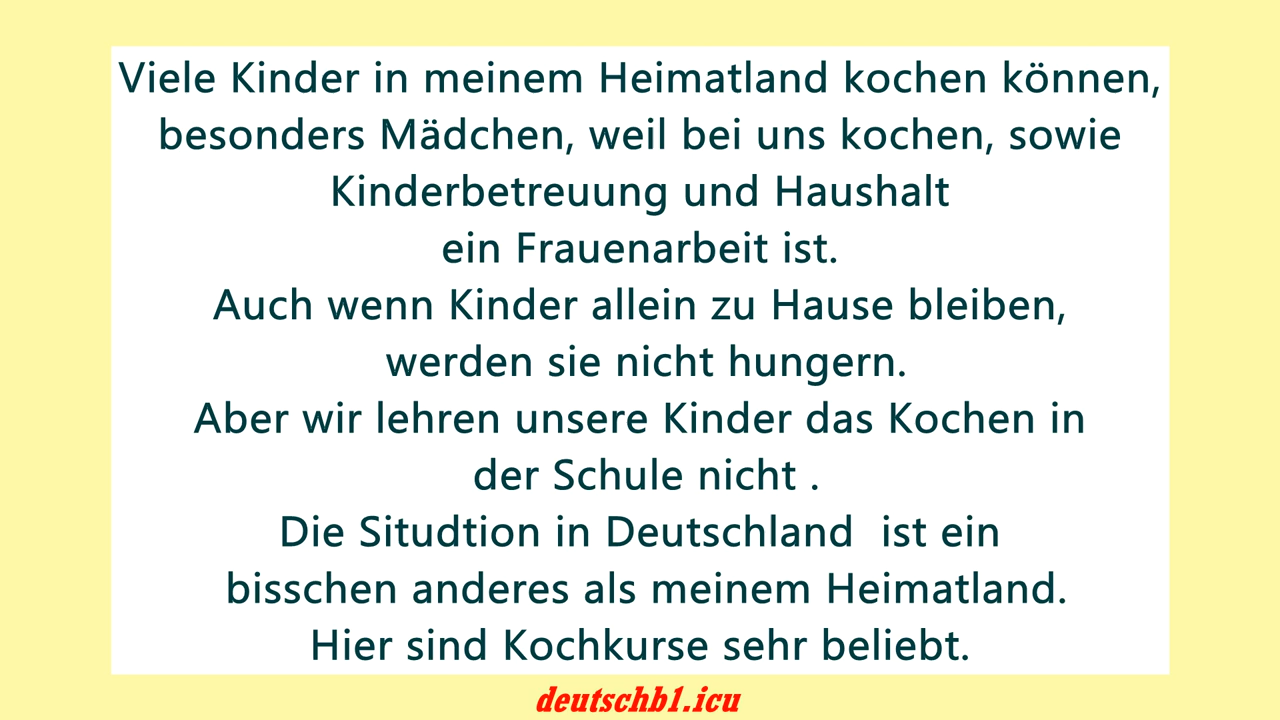 Viele Kinder in meinem Heimatland kochen können,
besonders Mädchen, weil bei uns kochen, sowie
Kinderbetreuung und Haushalt
ein Frauenarbeit ist.
Auch wenn Kinder allein zu Hause bleiben,
werden sie nicht hungern.
Aber wir lehren unsere Kinder das Kochen in
der Schule nicht .
Die Situdtion in Deutschland  ist ein
bisschen anderes als meinem Heimatland.
Hier sind Kochkurse sehr beliebt.
deutschb1.icu